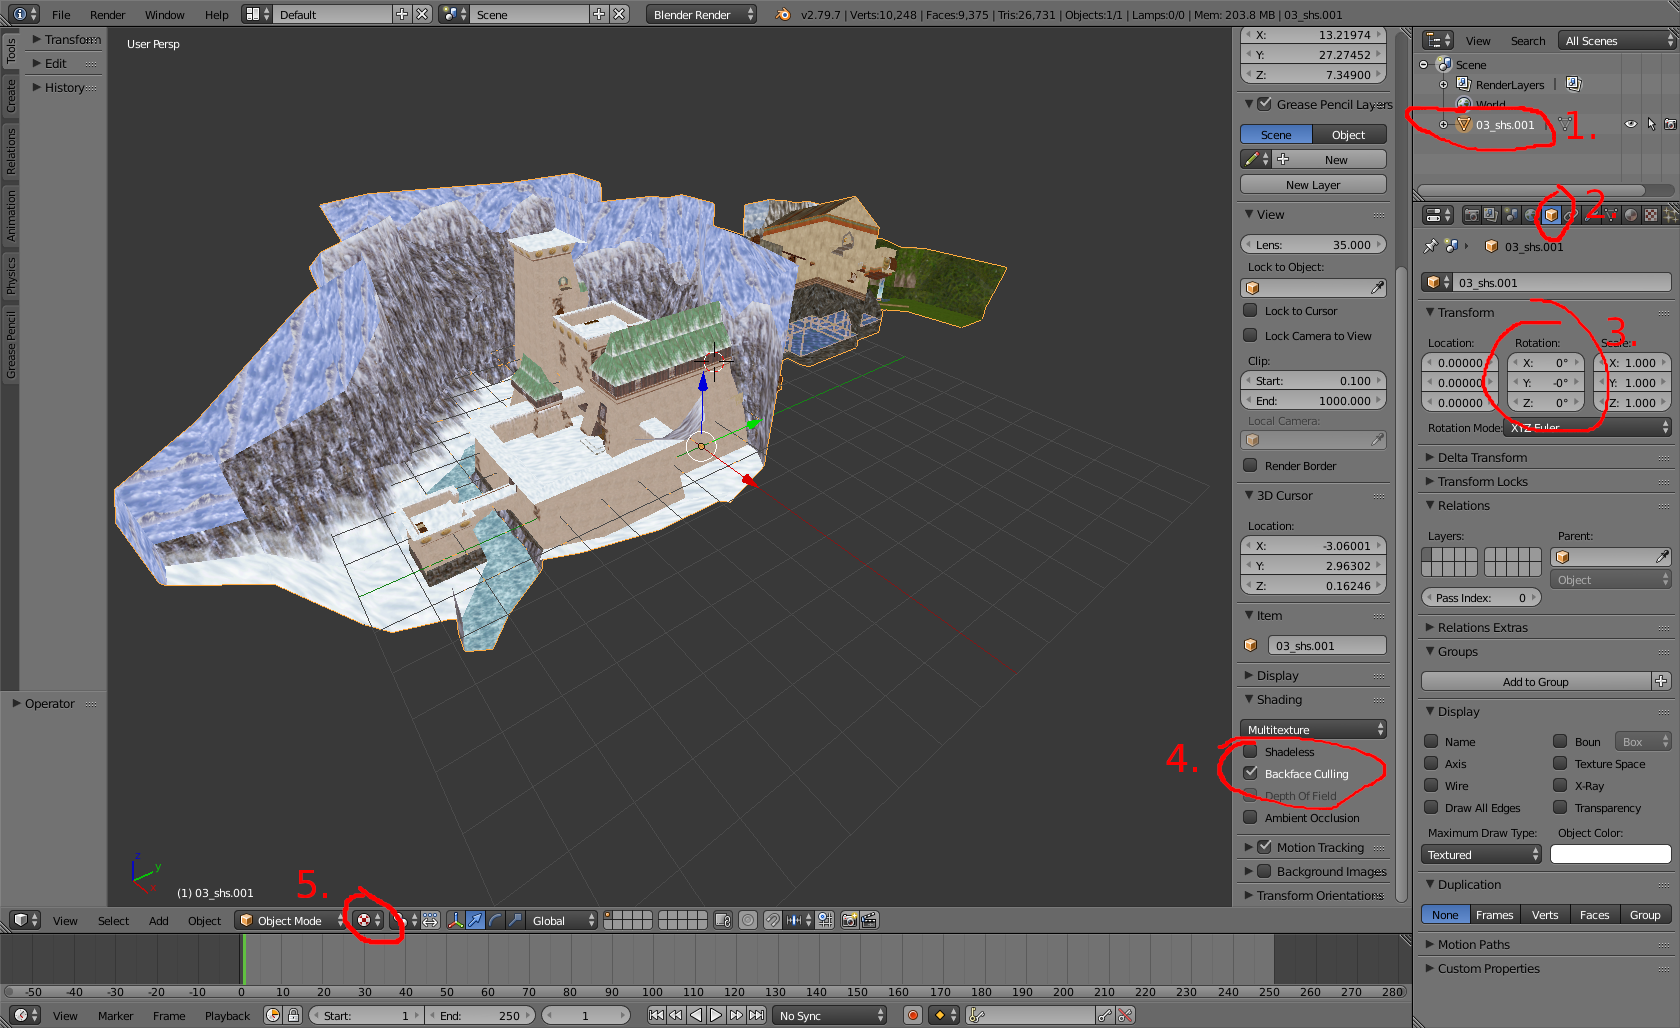 File Render Window Help Default Scene Blender Render v2.79.7 | Verts:10,248 | Faces:9,375 | Tris:26,731 | Objects:1/1 | Lamps:0/0 | Mem: 203.8 MB | 03_shs.001
Tools
Create
Relations
Animation
Physics
Grease Pencil
Transform
Edit
History
Operator
User Persp
z
y
(1) 03_shs.001
5.
X: 13.21974
Y: 27.27452
Z: 7.34900
Grease Pencil Layers
Scene Object
New
New Layer
View
Lens: 35.000
Lock to Object:
Lock to Cursor
Lock Camera to View
Clip:
Start: 0.100
End: 1000.000
Local Camera:
Render Border
3D Cursor
Location:
X: -3.06001
Y: 2.96302
Z: 0.16246
Item
03_shs.001
Display
Shading
Multitexture
4.
Shadeless
Backface Culling
Depth Of Field
Ambient Occlusion
Motion Tracking
Background Images
Transform Orientations
View Search All Scenes
Scene
RenderLayers |
World
03_shs.001 |
1.
2.
03_shs.001
03_shs.001
Transform
3.
Location: Rotation: Scale:
0.00000 X: 0° X: 1.000
0.00000 Y: -0° Y: 1.000
0.00000 Z: 0° Z: 1.000
Rotation Mode: XYZ Euler
Delta Transform
Transform Locks
Relations
Layers: Parent:
Object
Pass Index: 0
Relations Extras
Groups
Add to Group
Display
Name Boun Box
Axis Texture Space
Wire X-Ray
Draw All Edges Transparency
Maximum Draw Type: Object Color:
Textured
Duplication
None Frames Verts Faces Group
Motion Paths
Custom Properties
View Select Add Object Object Mode Global
-50 -40 -30 -20 -10 0 10 20 30 40 50 60 70 80 90 100 110 120 130 140 150 160 170 180 190 200 210 220 230 240 250 260 270 280
View Marker Frame Playback Start: 1 End: 250 1 No Sync